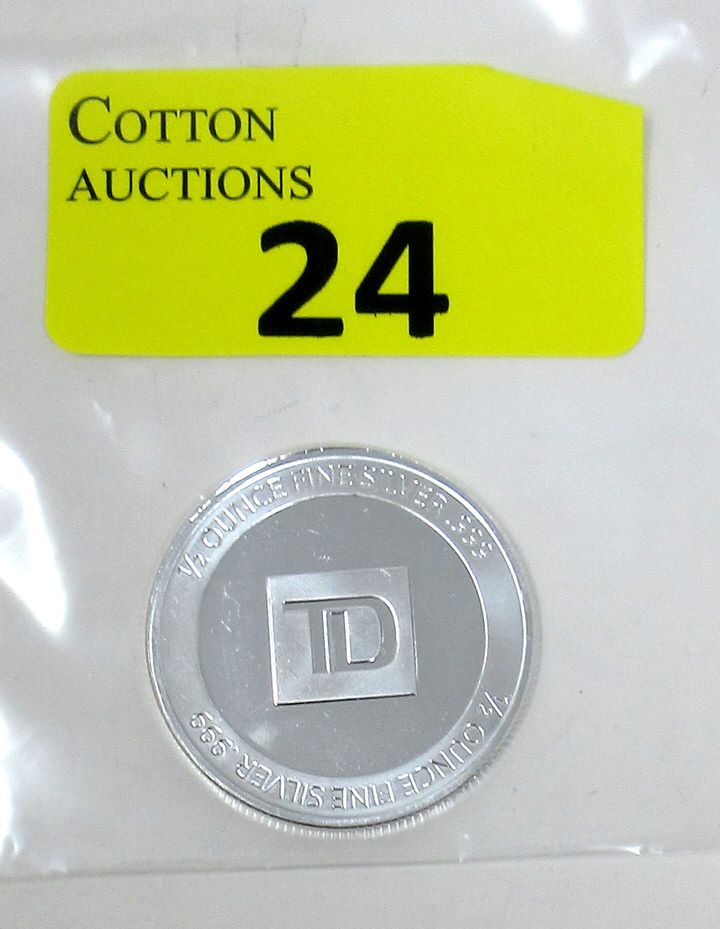 COTTON
AUCTIONS
24
½ OUNCE FINE SILVER .999
TD
½ OUNCE FINE SILVER .999